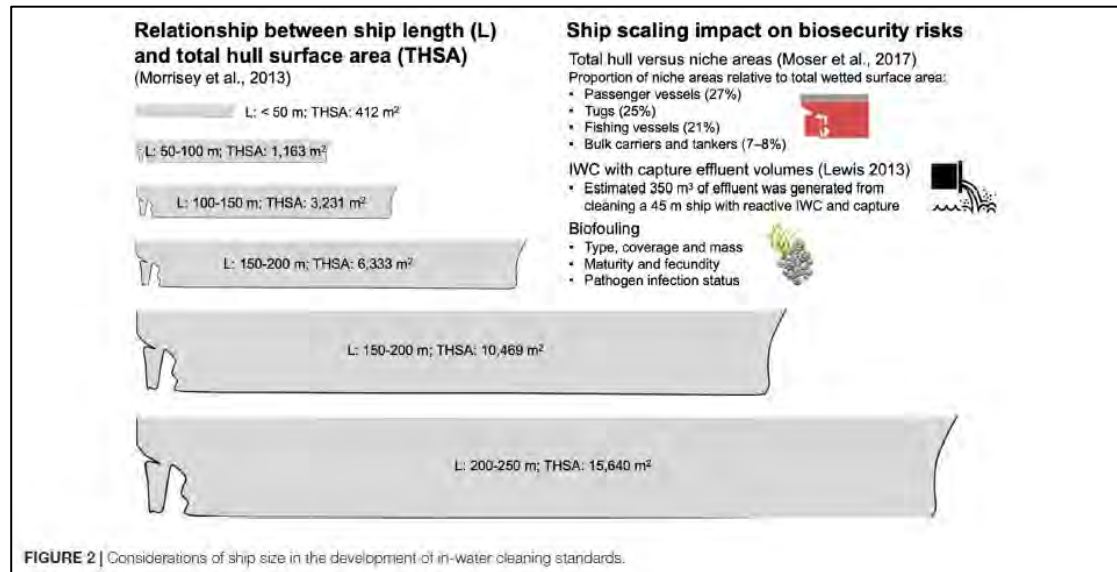 Relationship between ship length (L)
and total hull surface area (THSA)
(Morrisey et al., 2013)
L: < 50 m; THSA: 412 m²
L: 50-100 m; THSA: 1,163 m²
L: 100-150 m; THSA: 3,231 m²
L: 150-200 m; THSA: 6,333 m²
L: 150-200 m; THSA: 10,469 m²
L: 200-250 m; THSA: 15,640 m²
Ship scaling impact on biosecurity risks
Total hull versus niche areas (Moser et al., 2017)
Proportion of niche areas relative to total wetted surface area:
• Passenger vessels (27%)
• Tugs (25%)
• Fishing vessels (21%)
• Bulk carriers and tankers (7–8%)
IWC with capture effluent volumes (Lewis 2013)
• Estimated 350 m³ of effluent was generated from
cleaning a 45 m ship with reactive IWC and capture
Biofouling
• Type, coverage and mass
• Maturity and fecundity
• Pathogen infection status
FIGURE 2 | Considerations of ship size in the development of in-water cleaning standards.